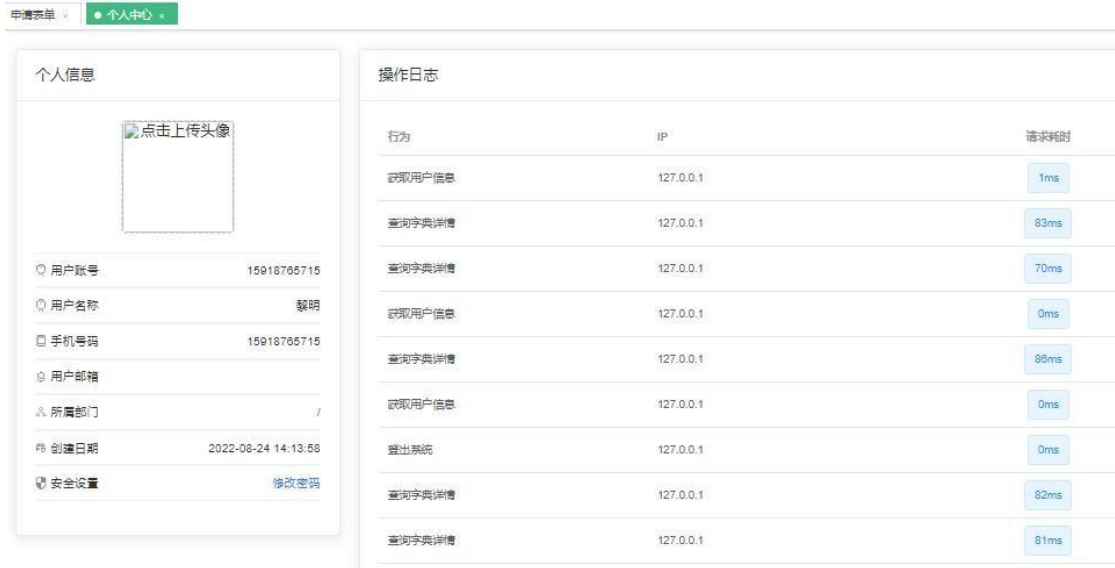 申请表单 ×
个人中心 ×
个人信息
点击上传头像
用户账号 15918765715
用户名称 黎明
手机号码 15918765715
用户邮箱
所属部门 /
创建日期 2022-08-24 14:13:58
安全设置 修改密码
操作日志
行为 IP 请求耗时
获取用户信息 127.0.0.1 1ms
查询字典详情 127.0.0.1 83ms
查询字典详情 127.0.0.1 70ms
获取用户信息 127.0.0.1 0ms
查询字典详情 127.0.0.1 86ms
获取用户信息 127.0.0.1 0ms
登出系统 127.0.0.1 0ms
查询字典详情 127.0.0.1 82ms
查询字典详情 127.0.0.1 81ms